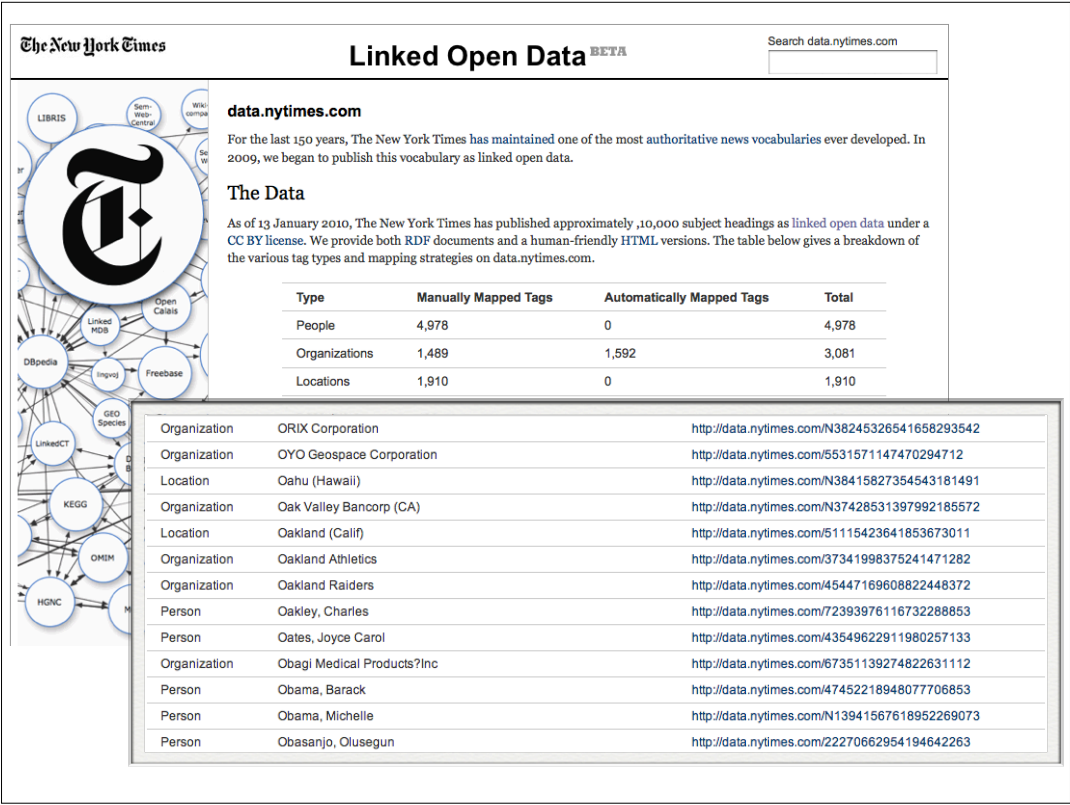 The New York Times
Linked Open Data BETA
Search data.nytimes.com
LIBRIS
Sem-
Web-
Central
Wiki-
compa
Se
W
T
Open
Calais
Linked
MDB
DBpedia
lingvoj
Freebase
GEO
Species
LinkedCT
D
B
KEGG
OMIM
HGNC
M
data.nytimes.com
For the last 150 years, The New York Times has maintained one of the most authoritative news vocabularies ever developed. In
2009, we began to publish this vocabulary as linked open data.
The Data
As of 13 January 2010, The New York Times has published approximately ,10,000 subject headings as linked open data under a
CC BY license. We provide both RDF documents and a human-friendly HTML versions. The table below gives a breakdown of
the various tag types and mapping strategies on data.nytimes.com.
Type Manually Mapped Tags Automatically Mapped Tags Total
People 4,978 0 4,978
Organizations 1,489 1,592 3,081
Locations 1,910 0 1,910
Organization ORIX Corporation http://data.nytimes.com/N38245326541658293542
Organization OYO Geospace Corporation http://data.nytimes.com/5531571147470294712
Location Oahu (Hawaii) http://data.nytimes.com/N38415827354543181491
Organization Oak Valley Bancorp (CA) http://data.nytimes.com/N37428531397992185572
Location Oakland (Calif) http://data.nytimes.com/51115423641853673011
Organization Oakland Athletics http://data.nytimes.com/37341998375241471282
Organization Oakland Raiders http://data.nytimes.com/45447169608822448372
Person Oakley, Charles http://data.nytimes.com/72393976116732288853
Person Oates, Joyce Carol http://data.nytimes.com/43549622911980257133
Organization Obagi Medical Products?Inc http://data.nytimes.com/67351139274822631112
Person Obama, Barack http://data.nytimes.com/47452218948077706853
Person Obama, Michelle http://data.nytimes.com/N13941567618952269073
Person Obasanjo, Olusegun http://data.nytimes.com/22270662954194642263